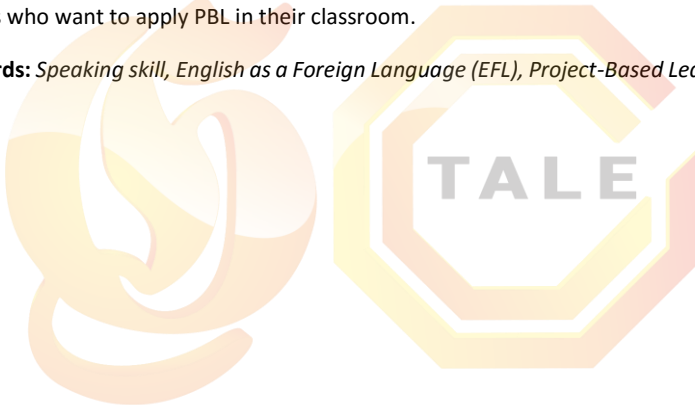 s who want to apply PBL in their classroom.
rds: Speaking skill, English as a Foreign Language (EFL), Project-Based Lea
TALE